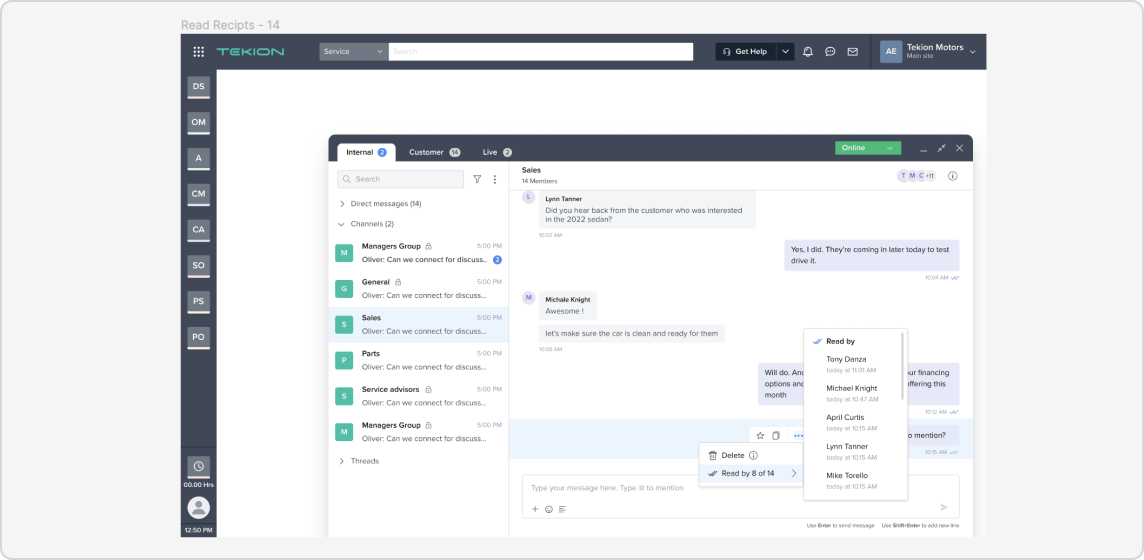 Read Recipts - 14
TEKION
Service
Search
Get Help
AE
Tekion Motors
Main site
DS
OM
A
CM
CA
SO
PS
PO
00.00 Hrs
12:50 PM
Internal 2
Customer 14
Live 2
Online
Search
Direct messages (14)
Channels (2)
M
Managers Group
5:00 PM
Oliver: Can we connect for discuss..
2
G
General
5:00 PM
Oliver: Can we connect for discuss...
S
Sales
5:00 PM
Oliver: Can we connect for discuss...
P
Parts
5:00 PM
Oliver: Can we connect for discuss...
S
Service advisors
5:00 PM
Oliver: Can we connect for discuss...
M
Managers Group
5:00 PM
Oliver: Can we connect for discuss...
Threads
Sales
14 Members
T M C +11
L
Lynn Tanner
Did you hear back from the customer who was interested
in the 2022 sedan?
10:02 AM
Yes, I did. They're coming in later today to test
drive it.
10:04 AM
M
Michale Knight
Awesome !
let's make sure the car is clean and ready for them
10:06 AM
Will do. And
ur financing
options and
offering this
month
10:12 AM
o mention?
10:15 AM
Delete
Read by 8 of 14
Read by
Tony Danza
today at 11.01 AM
Michael Knight
today at 10.47 AM
April Curtis
today at 10.15 AM
Lynn Tanner
today at 10.15 AM
Mike Torello
today at 10.15 AM
Type your message here. Type @ to mention
Use Enter to send message
Use Shift+Enter to add new line